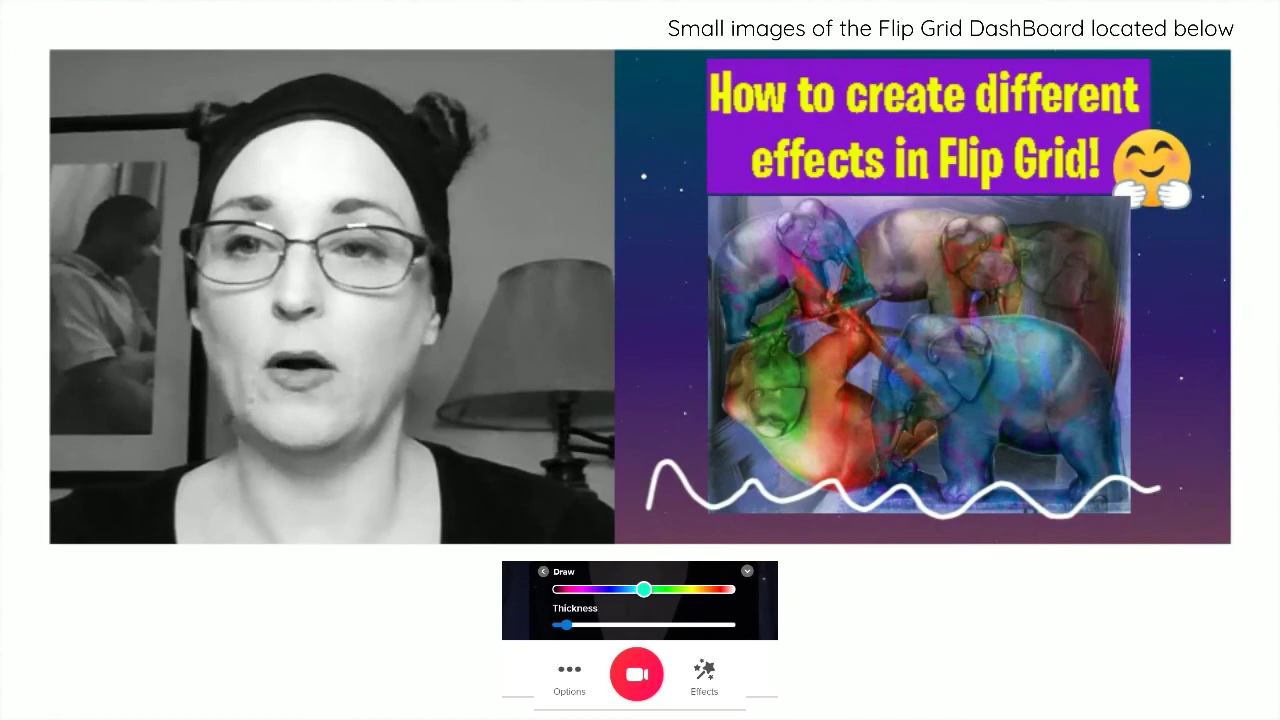 Small images of the Flip Grid DashBoard located below
How to create different
effects in Flip Grid!
Draw
Thickness
Options
Effects